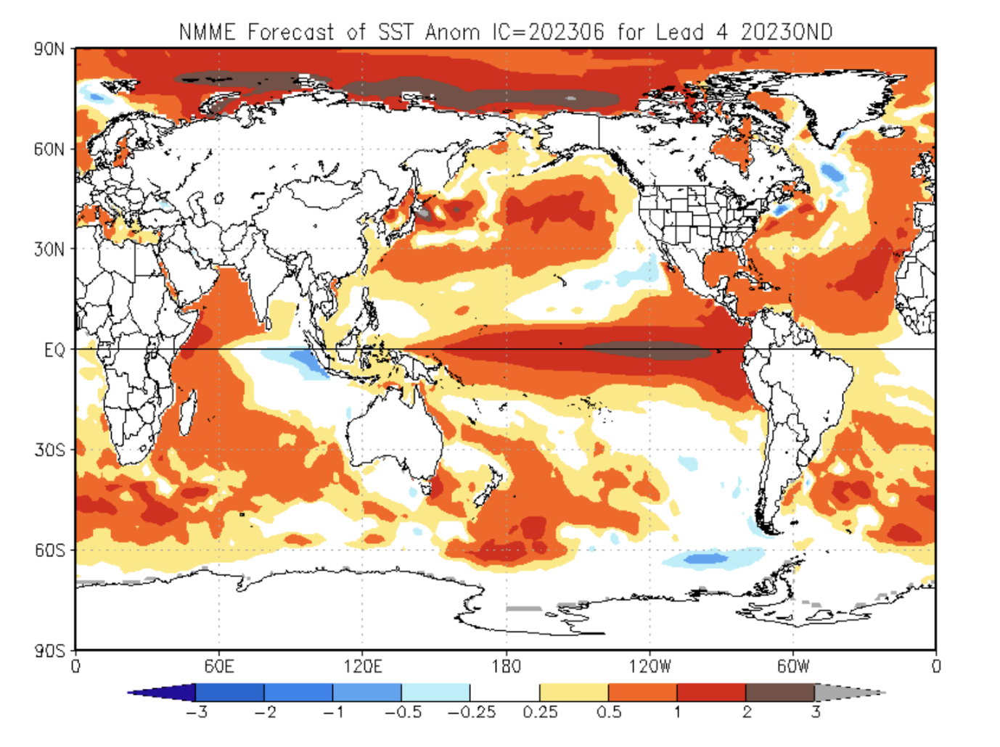 NMME Forecast of SST Anom IC=202306 for Lead 4 2023OND
90N
60N
30N
EQ
30S
60S
90S
0 60E 120E 180 120W 60W 0
-3 -2 -1 -0.5 -0.25 0.25 0.5 1 2 3